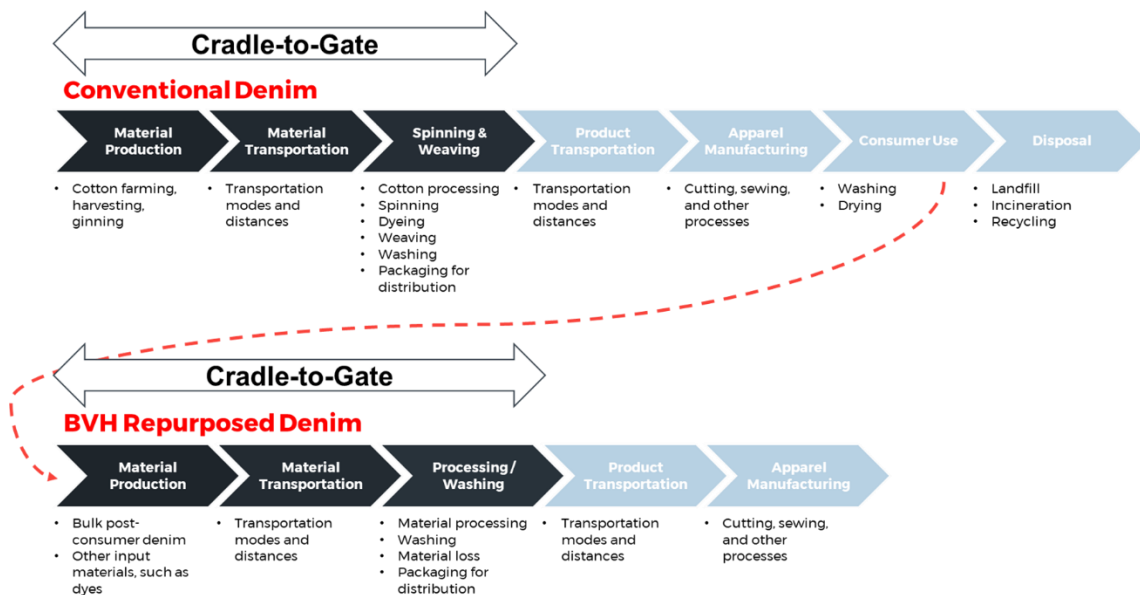 Cradle-to-Gate
Conventional Denim
Material
Production
Material
Transportation
Spinning &
Weaving
Product
Transportation
Apparel
Manufacturing
Consumer Use
Disposal
• Cotton farming,
harvesting,
ginning
• Transportation
modes and
distances
• Cotton processing
• Spinning
• Dyeing
• Weaving
• Washing
• Packaging for
distribution
• Transportation
modes and
distances
• Cutting, sewing,
and other
processes
• Washing
• Drying
• Landfill
• Incineration
• Recycling
Cradle-to-Gate
BVH Repurposed Denim
Material
Production
Material
Transportation
Processing /
Washing
Product
Transportation
Apparel
Manufacturing
• Bulk post-
consumer denim
• Other input
materials, such as
dyes
• Transportation
modes and
distances
• Material processing
• Washing
• Material loss
• Packaging for
distribution
• Transportation
modes and
distances
• Cutting, sewing,
and other
processes